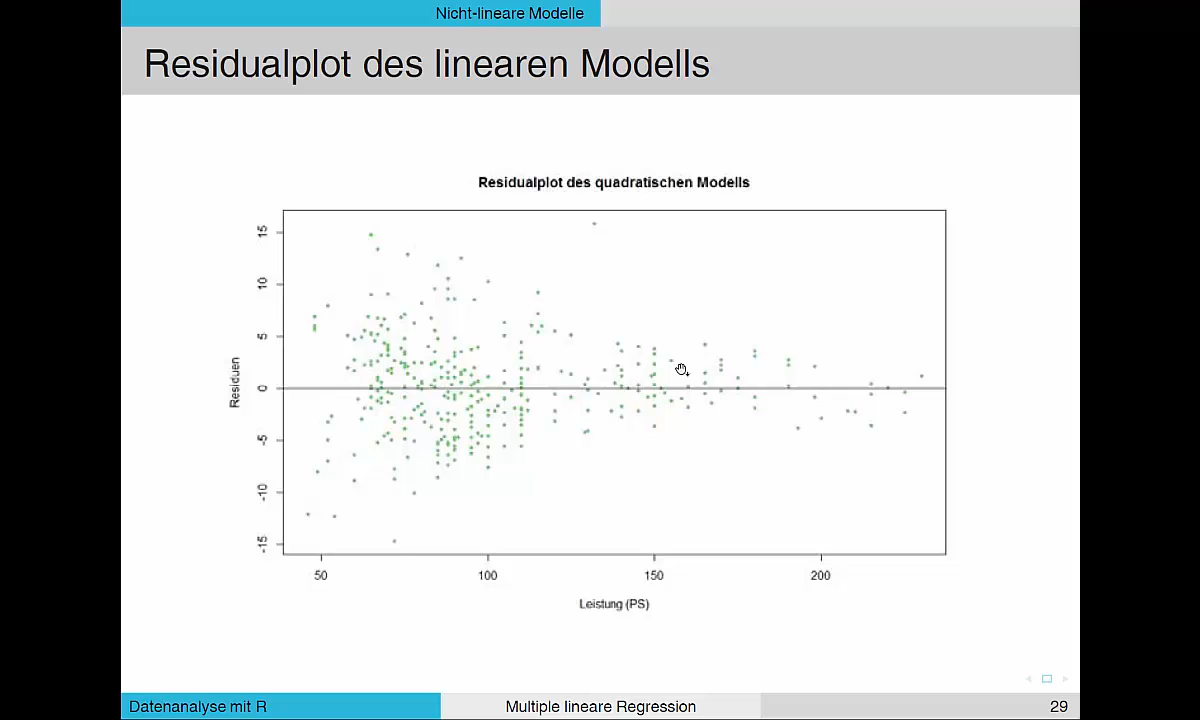 Nicht-lineare Modelle
Residualplot des linearen Modells
Residualplot des quadratischen Modells
15
10
5
0
-5
-10
-15
Residuen
50 100 150 200
Leistung (PS)
Datenanalyse mit R Multiple lineare Regression 29